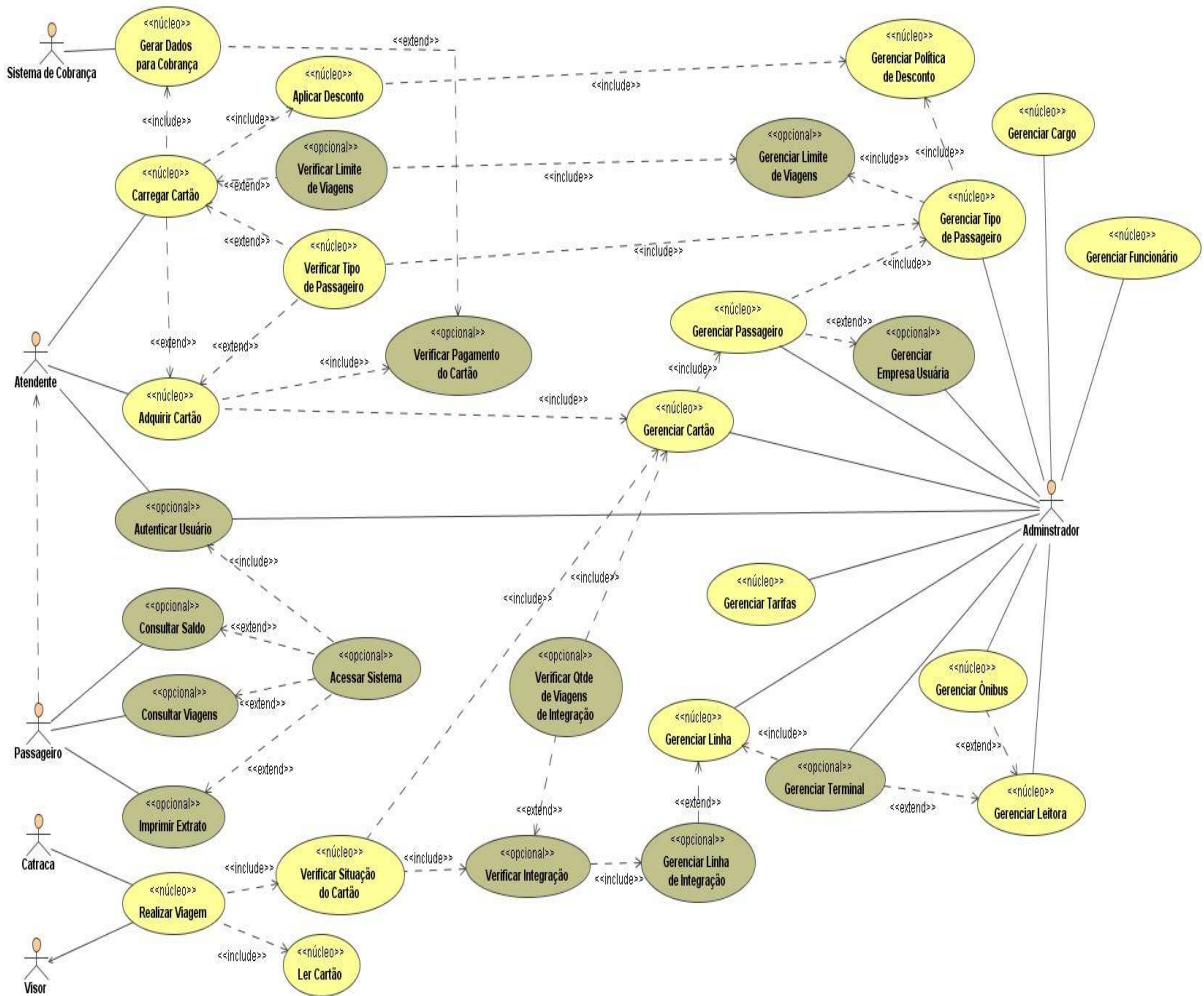 <<núcleo>>
Gerar Dados
para Cobrança
Sistema de Cobrança
<<extend>>
<<núcleo>>
Gerenciar Política
de Desconto
<<núcleo>>
Aplicar Desconto
<<include>>
<<include>>
<<include>>
<<include>>
<<núcleo>>
Gerenciar Cargo
<<opcional>>
Verificar Limite
de Viagens
<<opcional>>
Gerenciar Limite
de Viagens
<<núcleo>>
Carregar Cartão
<<extend>>
<<include>>
<<include>>
<<núcleo>>
Gerenciar Tipo
de Passageiro
<<núcleo>>
Gerenciar Funcionário
<<extend>>
<<núcleo>>
Verificar Tipo
de Passageiro
<<include>>
<<include>>
<<núcleo>>
Gerenciar Passageiro
<<extend>>
<<opcional>>
Gerenciar
Empresa Usuária
<<extend>>
<<extend>>
<<opcional>>
Verificar Pagamento
do Cartão
<<include>>
<<include>>
Atendente
<<núcleo>>
Adquirir Cartão
<<include>>
<<núcleo>>
Gerenciar Cartão
<<opcional>>
Autenticar Usuário
Adminstrador
<<include>>
<<include>>
<<include>>
<<núcleo>>
Gerenciar Tarifas
<<opcional>>
Consultar Saldo
<<extend>>
<<opcional>>
Acessar Sistema
<<opcional>>
Verificar Qtde
de Viagens
de Integração
<<núcleo>>
Gerenciar Ônibus
<<opcional>>
Consultar Viagens
<<extend>>
<<núcleo>>
Gerenciar Linha
<<include>>
Passageiro
<<extend>>
<<extend>>
<<opcional>>
Gerenciar Terminal
<<extend>>
<<núcleo>>
Gerenciar Leitora
<<opcional>>
Imprimir Extrato
<<extend>>
<<extend>>
Catraca
<<include>>
<<núcleo>>
Verificar Situação
do Cartão
<<include>>
<<opcional>>
Verificar Integração
<<include>>
<<opcional>>
Gerenciar Linha
de Integração
<<núcleo>>
Realizar Viagem
<<include>>
<<núcleo>>
Ler Cartão
Visor